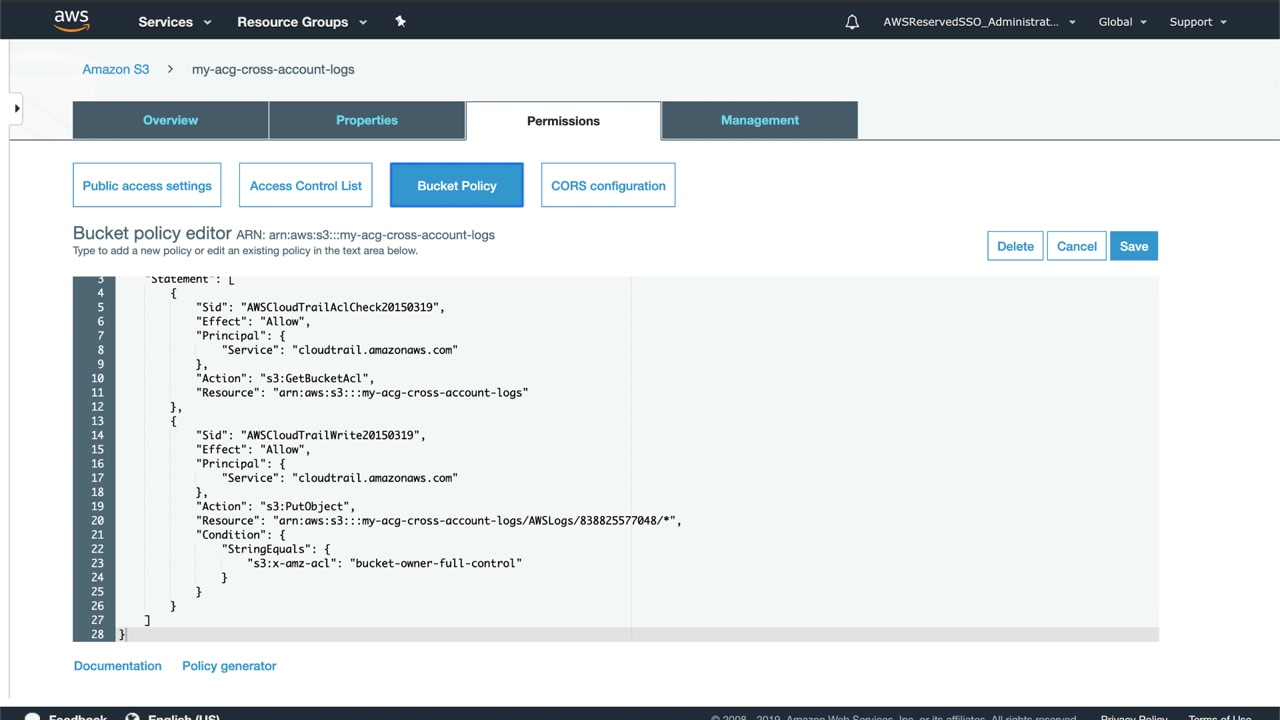 aws
Services
Resource Groups
AWSReservedSSO_Administrat...
Global
Support
Amazon S3
my-acg-cross-account-logs
Overview
Properties
Permissions
Management
Public access settings
Access Control List
Bucket Policy
CORS configuration
Bucket policy editor ARN: arn:aws:s3:::my-acg-cross-account-logs
Type to add a new policy or edit an existing policy in the text area below.
Delete
Cancel
Save
3 "Statement": [
4 {
5 "Sid": "AWSCloudTrailAclCheck20150319",
6 "Effect": "Allow",
7 "Principal": {
8 "Service": "cloudtrail.amazonaws.com"
9 },
10 "Action": "s3:GetBucketAcl",
11 "Resource": "arn:aws:s3:::my-acg-cross-account-logs"
12 },
13 {
14 "Sid": "AWSCloudTrailWrite20150319",
15 "Effect": "Allow",
16 "Principal": {
17 "Service": "cloudtrail.amazonaws.com"
18 },
19 "Action": "s3:PutObject",
20 "Resource": "arn:aws:s3:::my-acg-cross-account-logs/AWSLogs/838825577048/*",
21 "Condition": {
22 "StringEquals": {
23 "s3:x-amz-acl": "bucket-owner-full-control"
24 }
25 }
26 }
27 ]
28 }
Documentation
Policy generator
Feedback
English (US)
© 2008 - 2019, Amazon Web Services, Inc. or its affiliates. All rights reserved.
Privacy Policy
Terms of Use